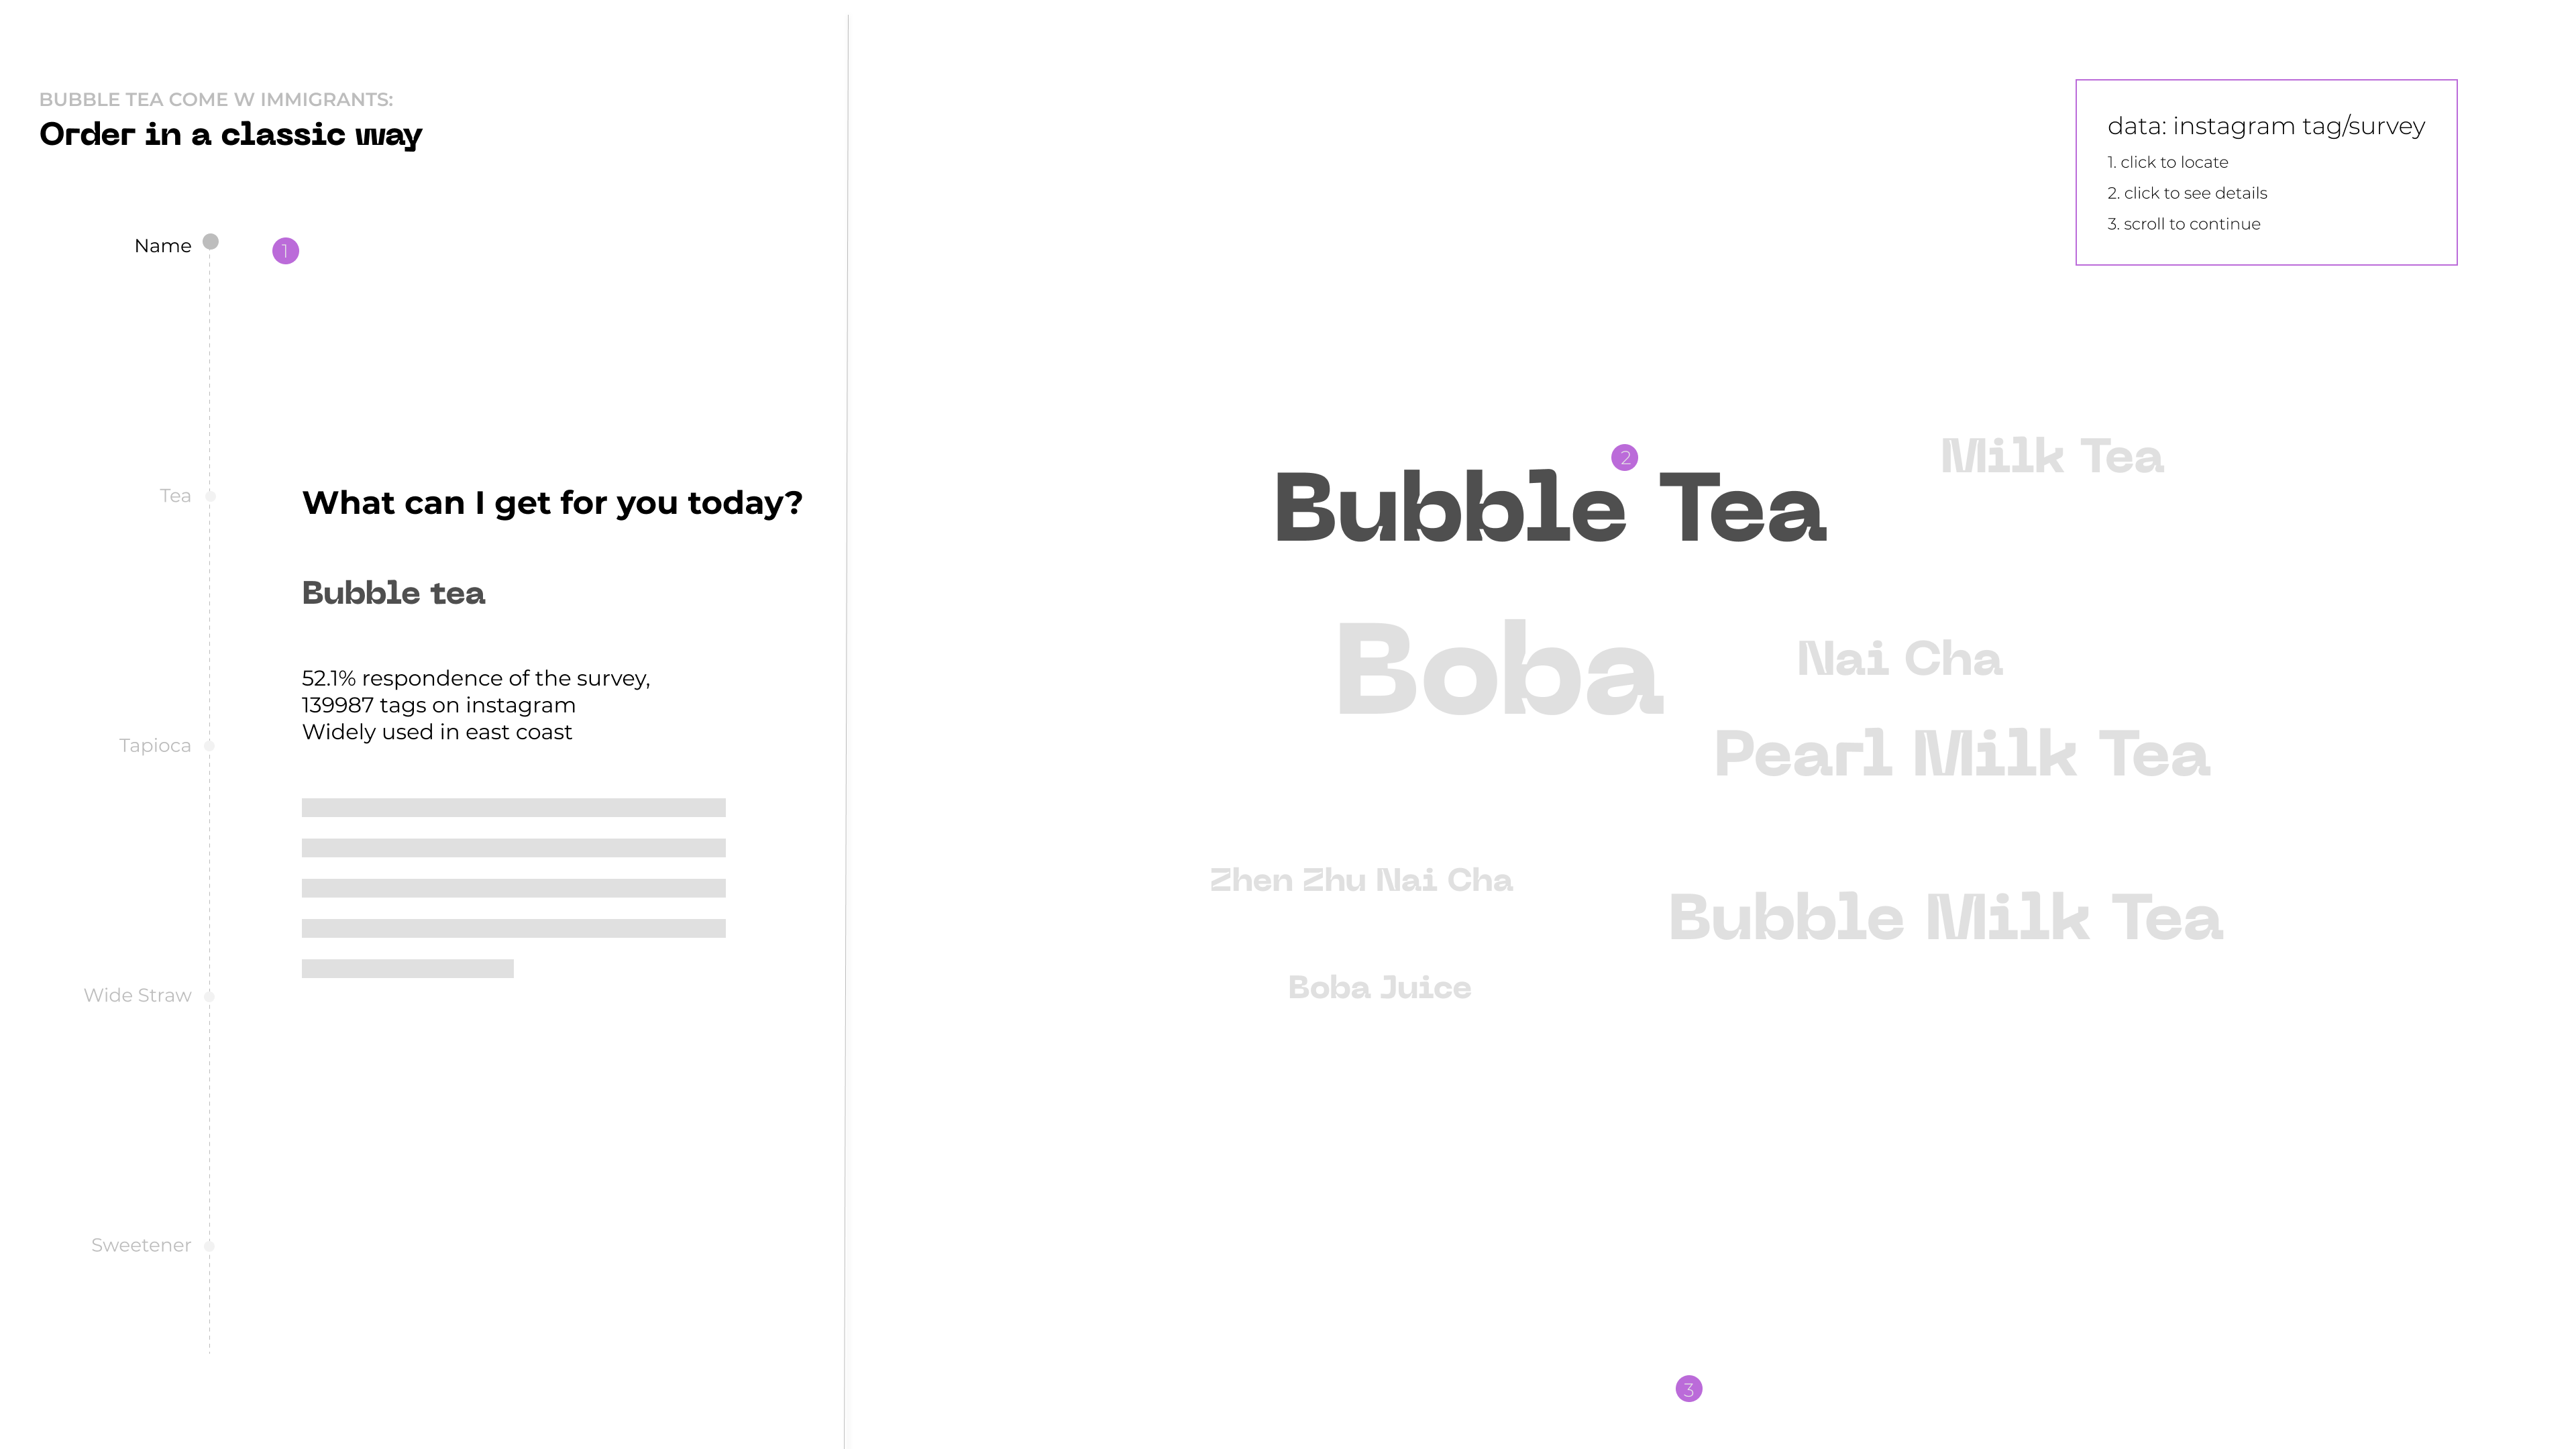 BUBBLE TEA COME W IMMIGRANTS:
Order in a classic way
Name
1
Tea
Tapioca
Wide Straw
Sweetener
What can I get for you today?
Bubble tea
52.1% respondence of the survey,
139987 tags on instagram
Widely used in east coast
data: instagram tag/survey
1. click to locate
2. click to see details
3. scroll to continue
2
Milk Tea
Bubble Tea
Boba
Nai Cha
Pearl Milk Tea
Zhen Zhu Nai Cha
Bubble Milk Tea
Boba Juice
3